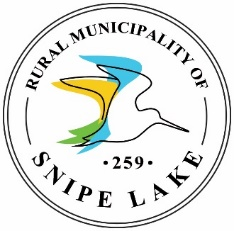 RURAL MUNICIPALITY OF
·259·
SNIPE LAKE